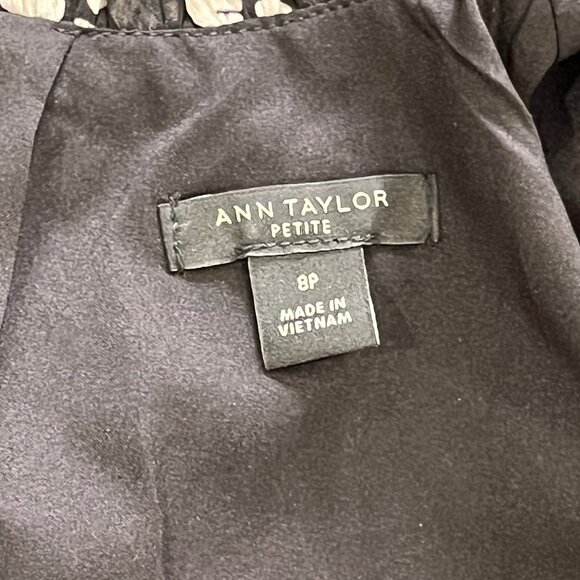 ANN TAYLOR
PETITE
8P
MADE IN
VIETNAM